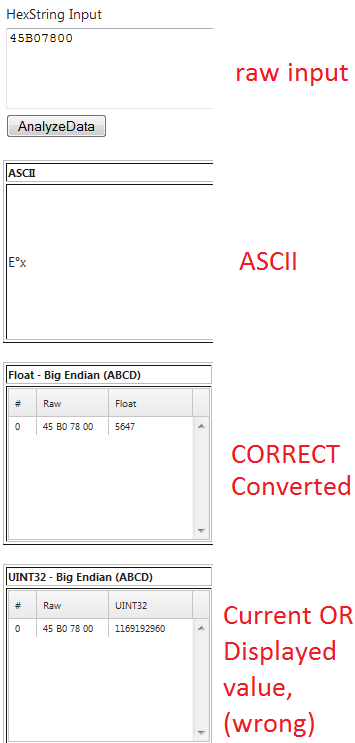 HexString Input
45B07800
raw input
AnalyzeData
ASCII
E°x
ASCII
Float - Big Endian (ABCD)
# Raw Float
0 45 B0 78 00 5647
CORRECT
Converted
UINT32 - Big Endian (ABCD)
# Raw UINT32
0 45 B0 78 00 1169192960
Current OR
Displayed
value,
(wrong)